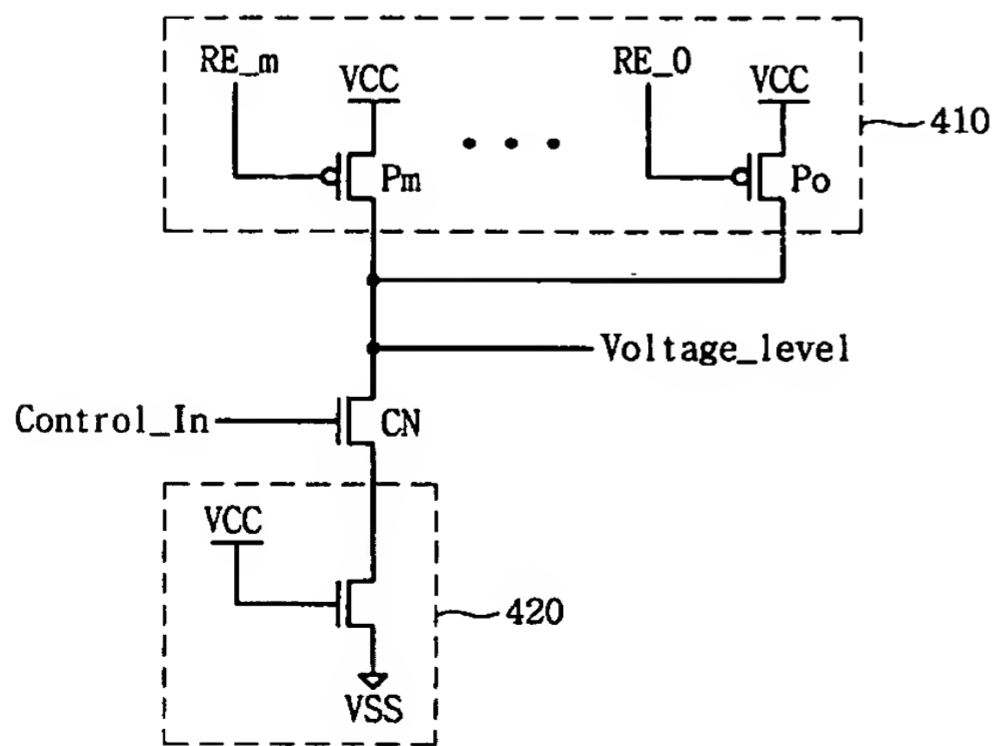 RE_m
VCC
RE_0
VCC
410
Pm
Po
Voltage_level
Control_In
CN
VCC
420
VSS